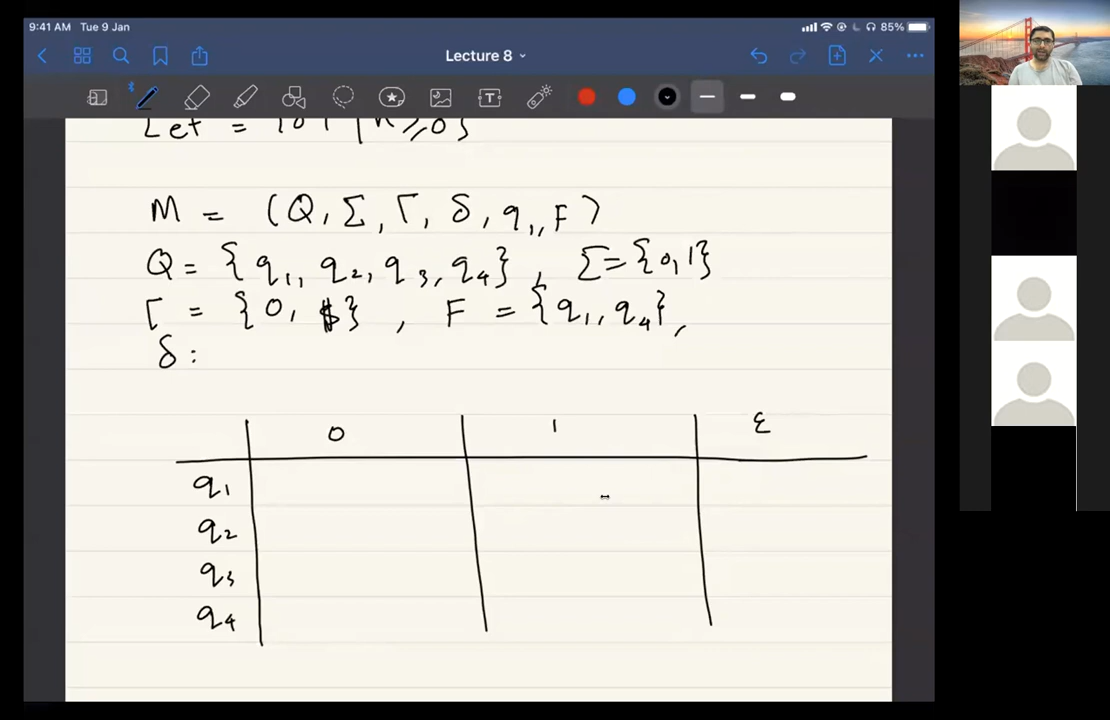 9:41 AM Tue 9 Jan 85%
Lecture 8
Let = {0ⁿ1ⁿ | n ≥ 0}
M = (Q, Σ, Γ, δ, q₁, F)
Q = {q₁, q₂, q₃, q₄}, Σ = {0,1}
Γ = {0, $}, F = {q₁, q₄},
δ:
0 1 ε
q₁
q₂
q₃
q₄